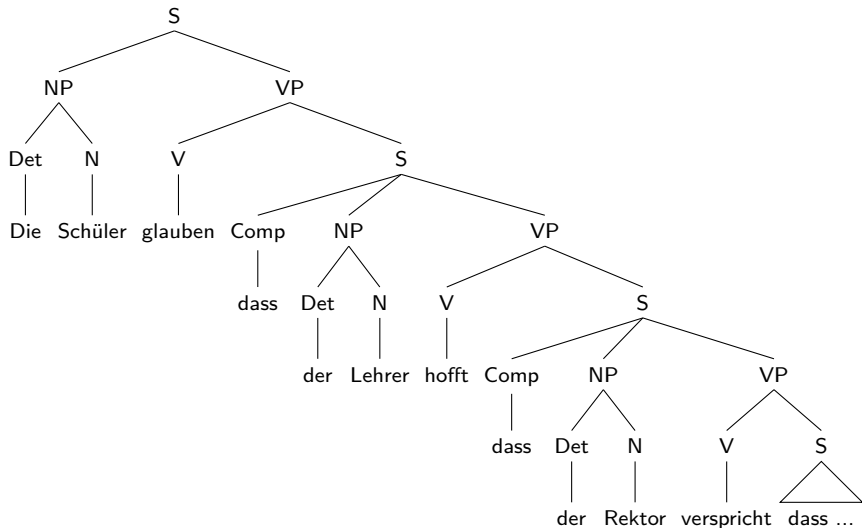 S
NP VP
Det N V S
Die Schüler glauben Comp NP VP
dass Det N V S
der Lehrer hofft Comp NP VP
dass Det N V S
der Rektor verspricht dass ...